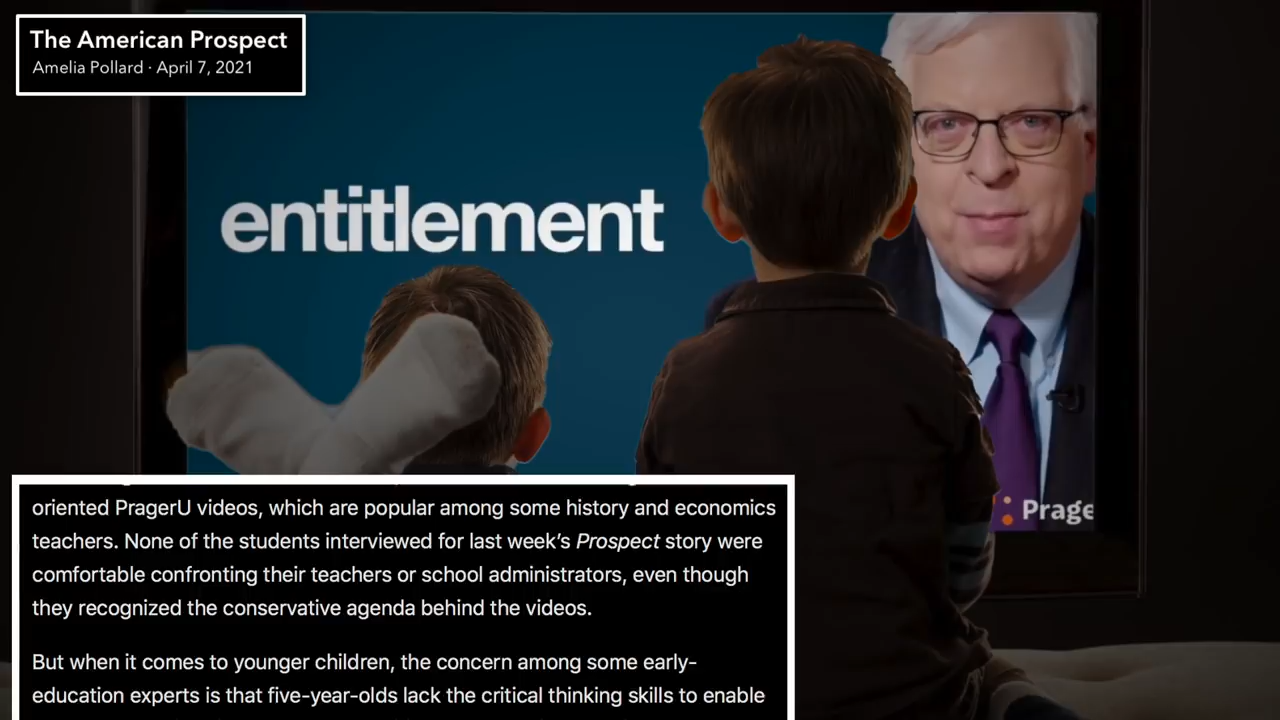 The American Prospect
Amelia Pollard · April 7, 2021
entitlement
Prage
oriented PragerU videos, which are popular among some history and economics
teachers. None of the students interviewed for last week's Prospect story were
comfortable confronting their teachers or school administrators, even though
they recognized the conservative agenda behind the videos.
But when it comes to younger children, the concern among some early-
education experts is that five-year-olds lack the critical thinking skills to enable